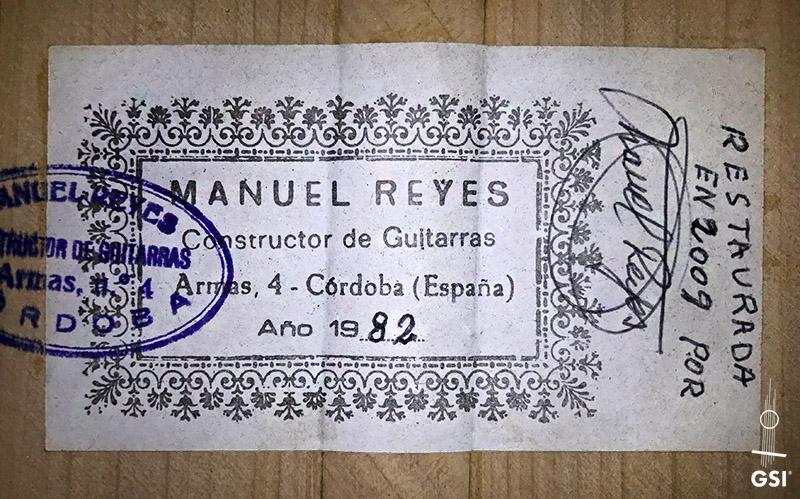 MANUEL REYES
Constructor de Guitarras
Armas, 4 - Córdoba (España)
Año 1982
MANUEL REYES
CONSTRUCTOR DE GUITARRAS
Armas, n.º 4
CORDOBA
RESTAURADA
EN 2009 POR
Manuel Reyes
GSI